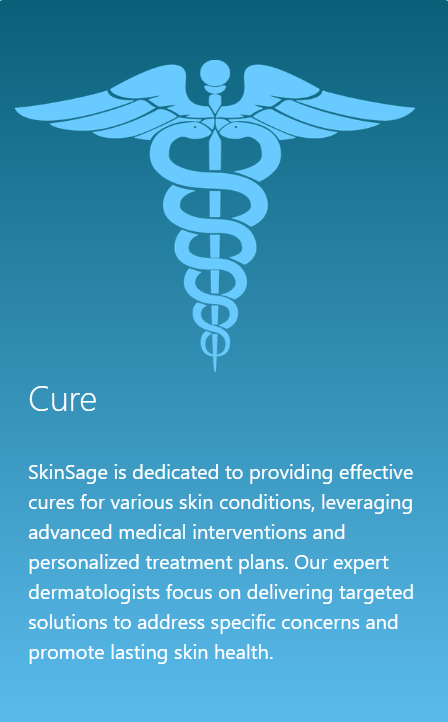 Cure
SkinSage is dedicated to providing effective
cures for various skin conditions, leveraging
advanced medical interventions and
personalized treatment plans. Our expert
dermatologists focus on delivering targeted
solutions to address specific concerns and
promote lasting skin health.